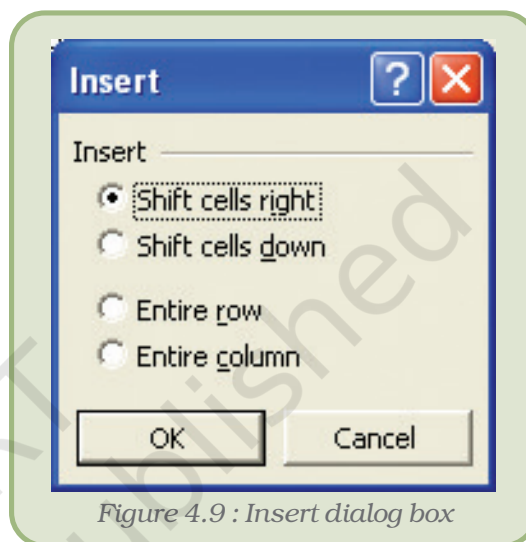 Insert
Insert
Shift cells right
Shift cells down
Entire row
Entire column
OK
Cancel
Figure 4.9 : Insert dialog box